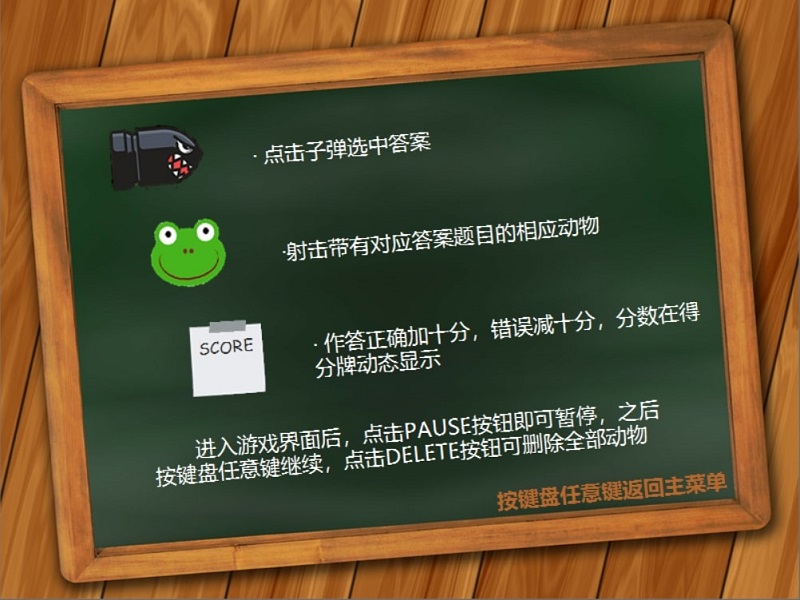 · 点击子弹选中答案
·射击带有对应答案题目的相应动物
SCORE
· 作答正确加十分，错误减十分，分数在得
分牌动态显示
进入游戏界面后，点击PAUSE按钮即可暂停，之后
按键盘任意键继续，点击DELETE按钮可删除全部动物
按键盘任意键返回主菜单